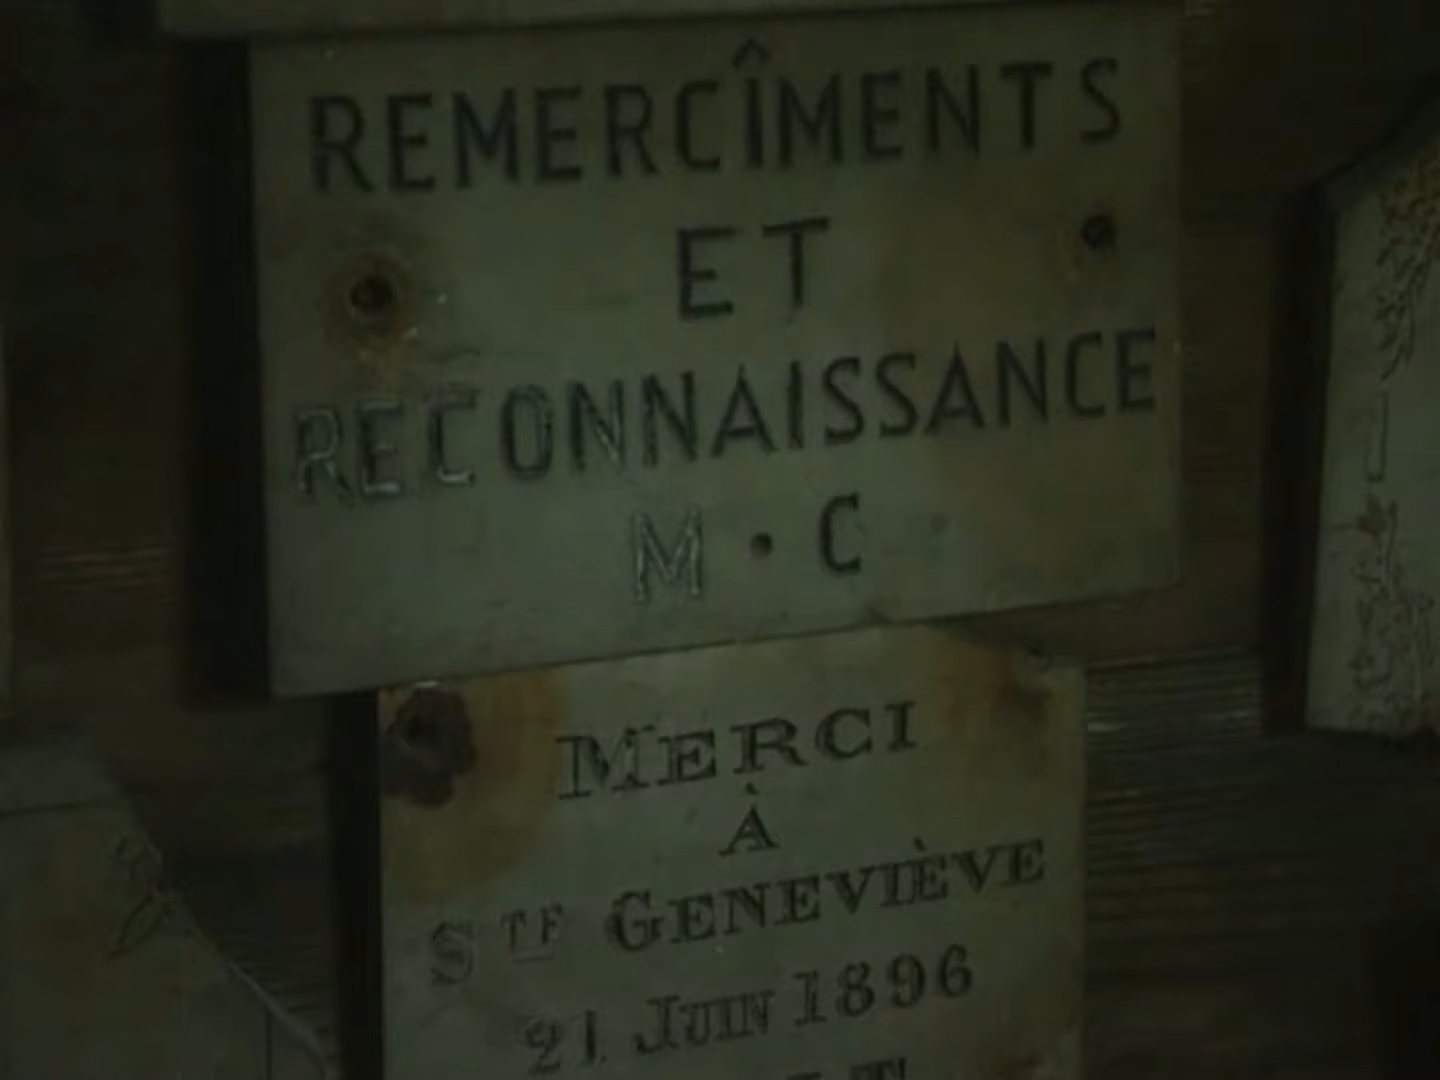 REMERCÎMENTS
ET
RECONNAISSANCE
M · C
MERCI
À
STE GENEVIÈVE
21 JUIN 1896